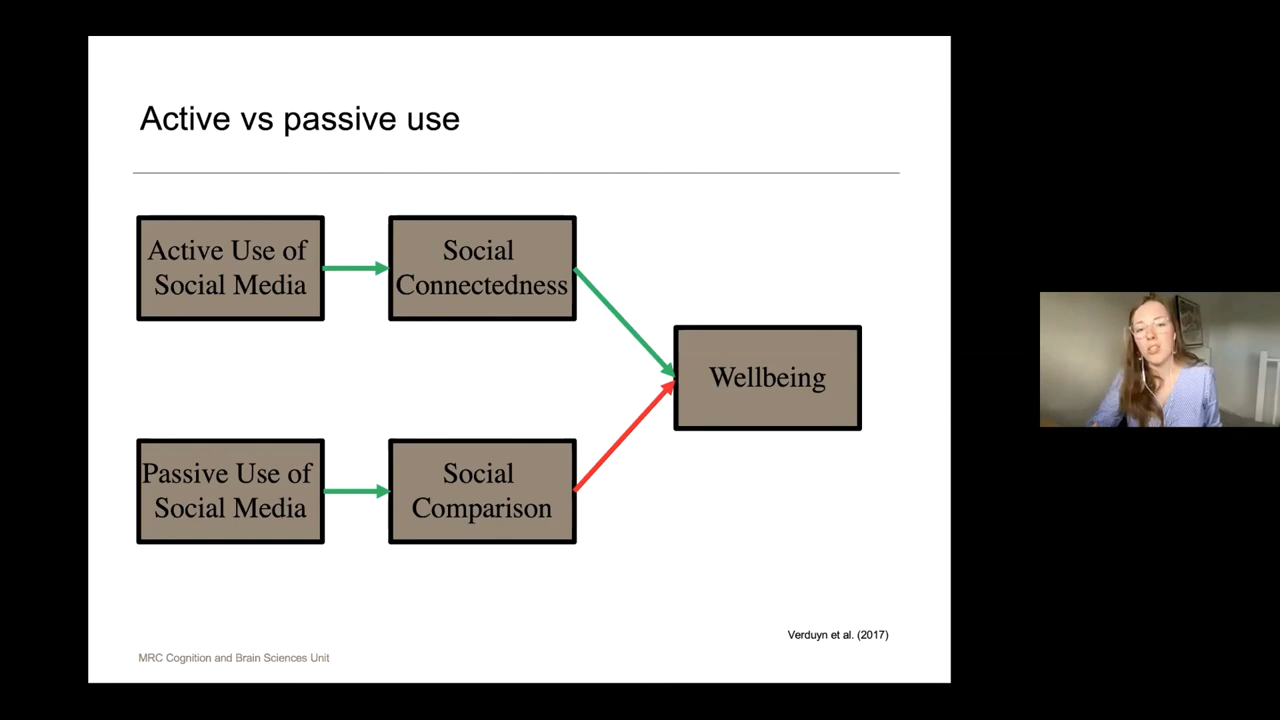 Active vs passive use
Active Use of
Social Media
Social
Connectedness
Wellbeing
Passive Use of
Social Media
Social
Comparison
Verduyn et al. (2017)
MRC Cognition and Brain Sciences Unit